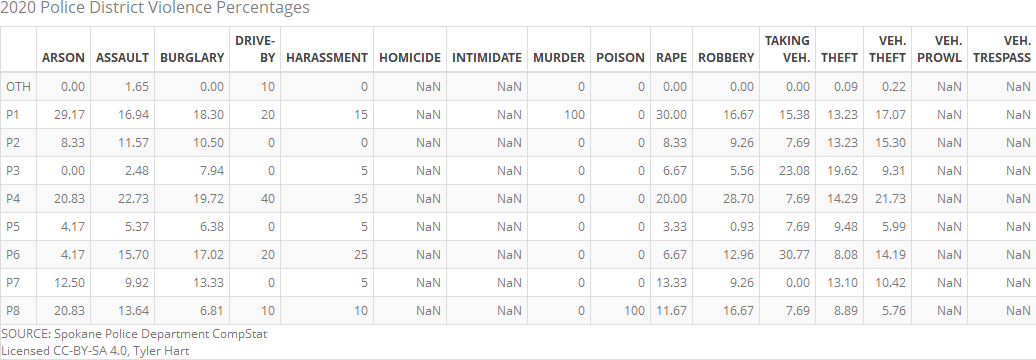 2020 Police District Violence Percentages
ARSON ASSAULT BURGLARY DRIVE-BY HARASSMENT HOMICIDE INTIMIDATE MURDER POISON RAPE ROBBERY TAKING VEH. THEFT VEH. THEFT VEH. PROWL VEH. TRESPASS
OTH 0.00 1.65 0.00 10 0 NaN NaN 0 0 0.00 0.00 0.00 0.09 0.22 NaN NaN
P1 29.17 16.94 18.30 20 15 NaN NaN 100 0 30.00 16.67 15.38 13.23 17.07 NaN NaN
P2 8.33 11.57 10.50 0 0 NaN NaN 0 0 8.33 9.26 7.69 13.23 15.30 NaN NaN
P3 0.00 2.48 7.94 0 5 NaN NaN 0 0 6.67 5.56 23.08 19.62 9.31 NaN NaN
P4 20.83 22.73 19.72 40 35 NaN NaN 0 0 20.00 28.70 7.69 14.29 21.73 NaN NaN
P5 4.17 5.37 6.38 0 5 NaN NaN 0 0 3.33 0.93 7.69 9.48 5.99 NaN NaN
P6 4.17 15.70 17.02 20 25 NaN NaN 0 0 6.67 12.96 30.77 8.08 14.19 NaN NaN
P7 12.50 9.92 13.33 0 5 NaN NaN 0 0 13.33 9.26 0.00 13.10 10.42 NaN NaN
P8 20.83 13.64 6.81 10 10 NaN NaN 0 100 11.67 16.67 7.69 8.89 5.76 NaN NaN
SOURCE: Spokane Police Department CompStat
Licensed CC-BY-SA 4.0, Tyler Hart